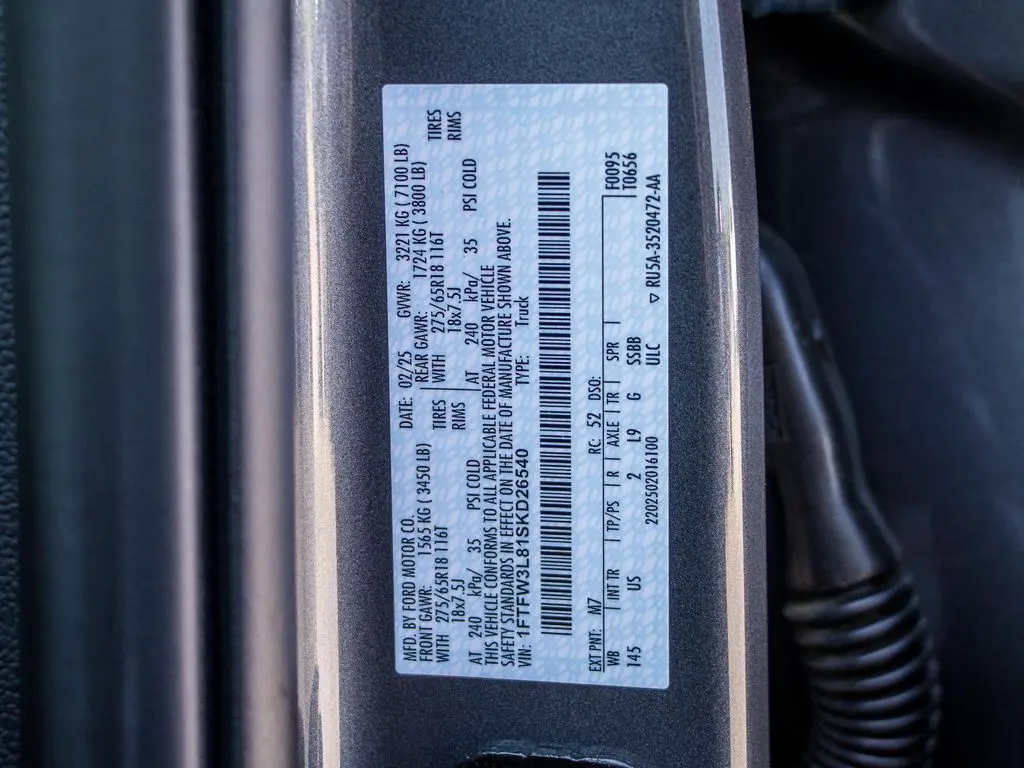 MFD. BY FORD MOTOR CO. DATE: 02/25 GVWR: 3221 KG ( 7100 LB)
FRONT GAWR: 1565 KG ( 3450 LB) REAR GAWR: 1724 KG ( 3800 LB)
WITH 275/65R18 116T TIRES WITH 275/65R18 116T TIRES
18x7.5J RIMS 18x7.5J RIMS
AT 240 kPa/ 35 PSI COLD AT 240 kPa/ 35 PSI COLD
THIS VEHICLE CONFORMS TO ALL APPLICABLE FEDERAL MOTOR VEHICLE
SAFETY STANDARDS IN EFFECT ON THE DATE OF MANUFACTURE SHOWN ABOVE.
VIN: 1FTFW3L81SKD26540 TYPE: Truck
EXT PNT: M7 RC: 52 DSO: F0095
WB INT TR TP/PS R AXLE TR SPR T0656
145 US 2 L9 G SSBB
ULC
2202502016100 ▽ RU5A-3520472-AA